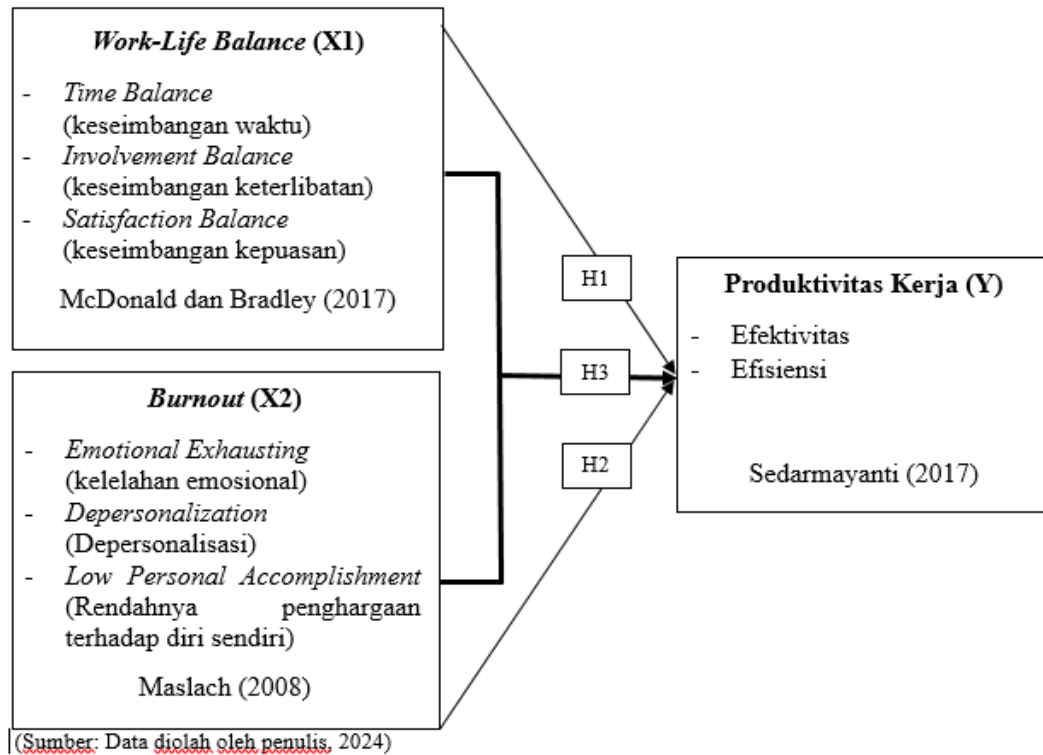 Work-Life Balance (X1)
- Time Balance
(keseimbangan waktu)
- Involvement Balance
(keseimbangan keterlibatan)
- Satisfaction Balance
(keseimbangan kepuasan)
McDonald dan Bradley (2017)
H1
Produktivitas Kerja (Y)
- Efektivitas
- Efisiensi
Sedarmayanti (2017)
H3
Burnout (X2)
- Emotional Exhausting
(kelelahan emosional)
- Depersonalization
(Depersonalisasi)
- Low Personal Accomplishment
(Rendahnya penghargaan
terhadap diri sendiri)
Maslach (2008)
H2
(Sumber: Data diolah oleh penulis, 2024)